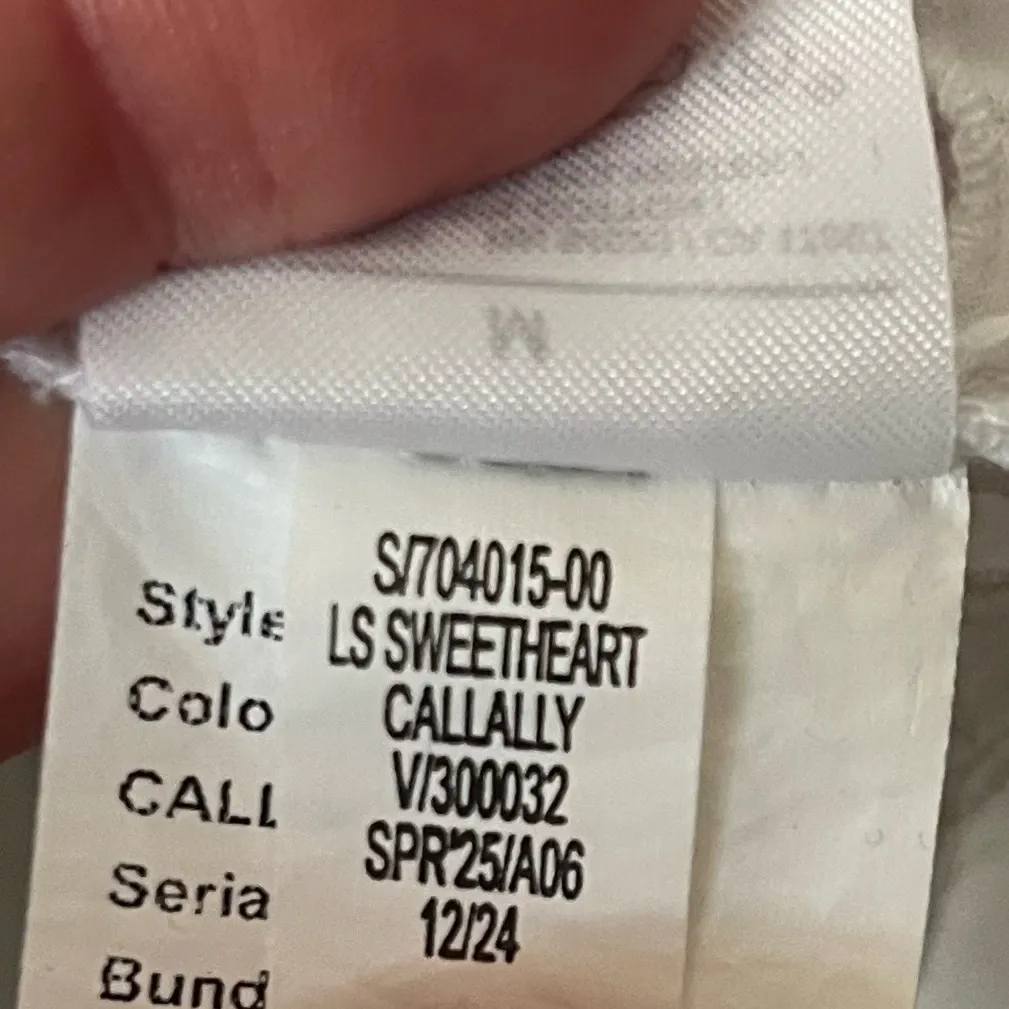 M
S/704015-00
LS SWEETHEART
CALLALLY
V/300032
SPR'25/A06
12/24
Style
Colo
CALL
Seria
Bund